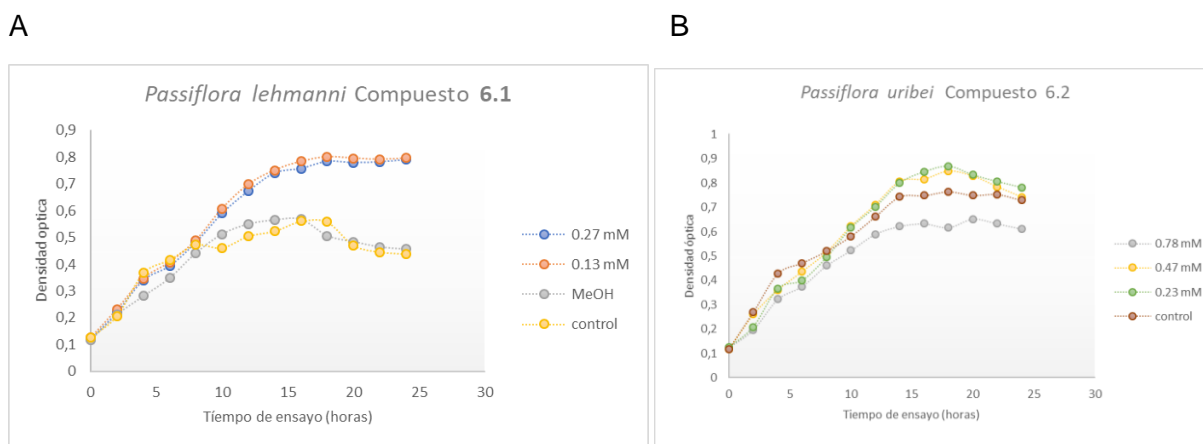 A
B
Passiflora lehmanni Compuesto 6.1
Densidad optica
0,9
0,8
0,7
0,6
0,5
0,4
0,3
0,2
0,1
0
0
5
10
15
20
25
30
Tíempo de ensayo (horas)
0.27 mM
0.13 mM
MeOH
control
Passiflora uribei Compuesto 6.2
Densidad óptica
1
0,9
0,8
0,7
0,6
0,5
0,4
0,3
0,2
0,1
0
0
5
10
15
20
25
30
Tiempo de ensayo (horas)
0.78 mM
0.47 mM
0.23 mM
control